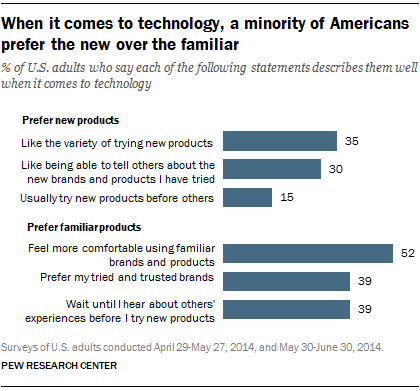 When it comes to technology, a minority of Americans
prefer the new over the familiar
% of U.S. adults who say each of the following statements describes them well
when it comes to technology
Prefer new products
Like the variety of trying new products 35
Like being able to tell others about the
new brands and products I have tried 30
Usually try new products before others 15
Prefer familiar products
Feel more comfortable using familiar
brands and products 52
Prefer my tried and trusted brands 39
Wait until I hear about others'
experiences before I try new products 39
Surveys of U.S. adults conducted April 29-May 27, 2014, and May 30-June 30, 2014.
PEW RESEARCH CENTER